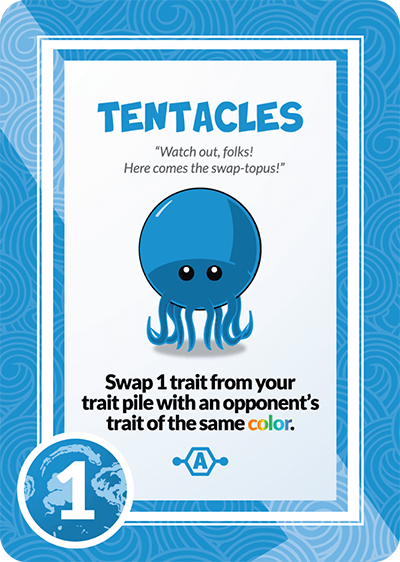 TENTACLES
“Watch out, folks!
Here comes the swap-topus!”
Swap 1 trait from your
trait pile with an opponent’s
trait of the same color.
A
1